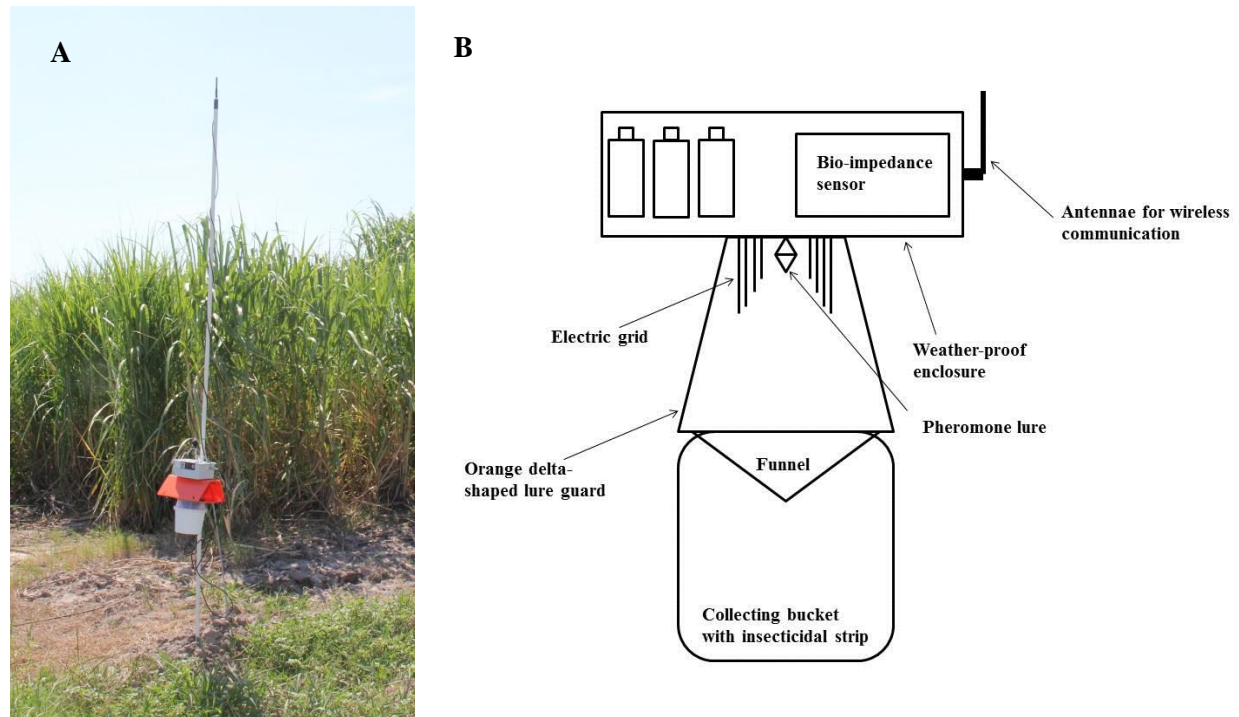 A
B
Bio-impedance
sensor
Antennae for wireless
communication
Electric grid
Weather-proof
enclosure
Pheromone lure
Orange delta-
shaped lure guard
Funnel
Collecting bucket
with insecticidal strip